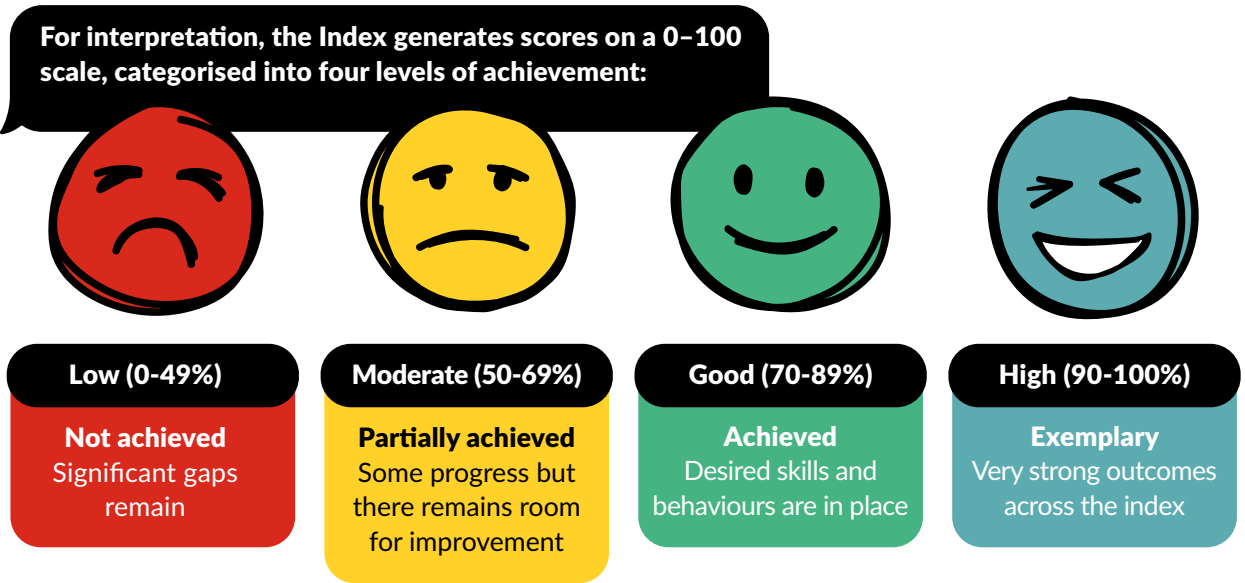 For interpretation, the Index generates scores on a 0–100
scale, categorised into four levels of achievement:
Low (0-49%)
Not achieved
Significant gaps
remain
Moderate (50-69%)
Partially achieved
Some progress but
there remains room
for improvement
Good (70-89%)
Achieved
Desired skills and
behaviours are in place
High (90-100%)
Exemplary
Very strong outcomes
across the index